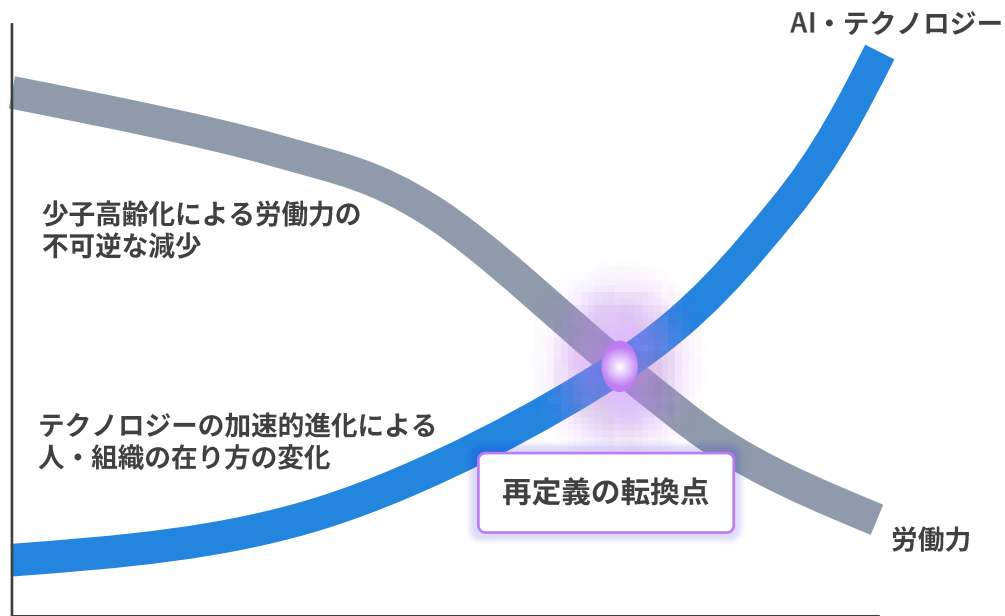 AI・テクノロジー
少子高齢化による労働力の
不可逆な減少
テクノロジーの加速的進化による
人・組織の在り方の変化
再定義の転換点
労働力